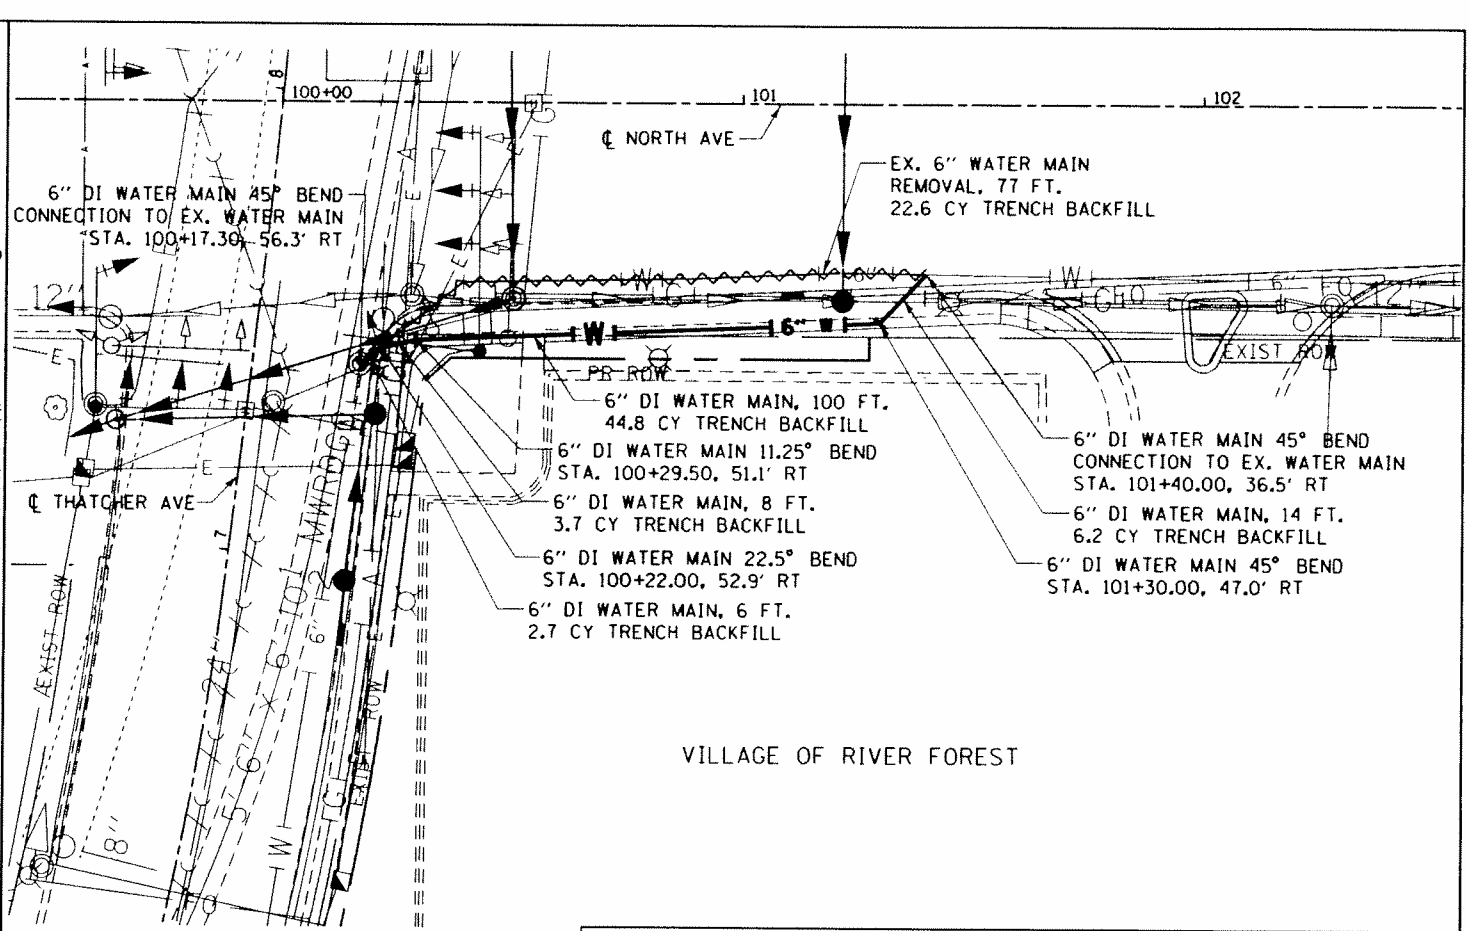 8
100+00
101
102
℄ NORTH AVE
6'' DI WATER MAIN 45° BEND
CONNECTION TO EX. WATER MAIN
STA. 100+17.30, 56.3' RT
EX. 6'' WATER MAIN
REMOVAL, 77 FT.
22.6 CY TRENCH BACKFILL
12''
W
W
6''
12''
E
W
6'' W
EXIST ROW
PR ROW
6'' DI WATER MAIN, 100 FT.
44.8 CY TRENCH BACKFILL
6'' DI WATER MAIN 11.25° BEND
STA. 100+29.50, 51.1' RT
6'' DI WATER MAIN, 8 FT.
3.7 CY TRENCH BACKFILL
6'' DI WATER MAIN 22.5° BEND
STA. 100+22.00, 52.9' RT
6'' DI WATER MAIN, 6 FT.
2.7 CY TRENCH BACKFILL
6'' DI WATER MAIN 45° BEND
CONNECTION TO EX. WATER MAIN
STA. 101+40.00, 36.5' RT
6'' DI WATER MAIN, 14 FT.
6.2 CY TRENCH BACKFILL
6'' DI WATER MAIN 45° BEND
STA. 101+30.00, 47.0' RT
E
℄ THATCHER AVE
7
MWRDGC
EXIST ROW
EXIST ROW
W
8''
VILLAGE OF RIVER FOREST